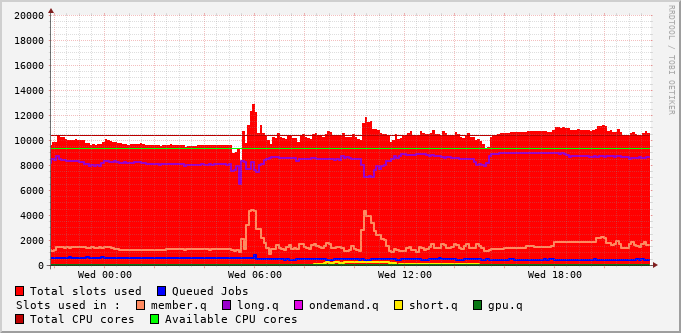 20000
18000
16000
14000
12000
10000
8000
6000
4000
2000
0
Wed 00:00 Wed 06:00 Wed 12:00 Wed 18:00
RRDTOOL / TOBI OETIKER
Total slots used Queued Jobs
Slots used in : member.q long.q ondemand.q short.q gpu.q
Total CPU cores Available CPU cores